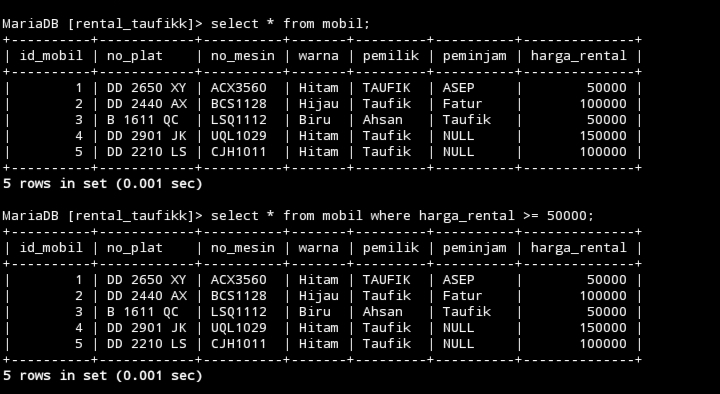 MariaDB [rental_taufikk]> select * from mobil;
+----------+------------+----------+-------+---------+----------+--------------+
| id_mobil | no_plat    | no_mesin | warna | pemilik | peminjam | harga_rental |
+----------+------------+----------+-------+---------+----------+--------------+
|        1 | DD 2650 XY | ACX3560  | Hitam | TAUFIK  | ASEP     |        50000 |
|        2 | DD 2440 AX | BCS1128  | Hijau | Taufik  | Fatur    |       100000 |
|        3 | B 1611 QC  | LSQ1112  | Biru  | Ahsan   | Taufik   |        50000 |
|        4 | DD 2901 JK | UQL1029  | Hitam | Taufik  | NULL     |       150000 |
|        5 | DD 2210 LS | CJH1011  | Hitam | Taufik  | NULL     |       100000 |
+----------+------------+----------+-------+---------+----------+--------------+
5 rows in set (0.001 sec)
MariaDB [rental_taufikk]> select * from mobil where harga_rental >= 50000;
+----------+------------+----------+-------+---------+----------+--------------+
| id_mobil | no_plat    | no_mesin | warna | pemilik | peminjam | harga_rental |
+----------+------------+----------+-------+---------+----------+--------------+
|        1 | DD 2650 XY | ACX3560  | Hitam | TAUFIK  | ASEP     |        50000 |
|        2 | DD 2440 AX | BCS1128  | Hijau | Taufik  | Fatur    |       100000 |
|        3 | B 1611 QC  | LSQ1112  | Biru  | Ahsan   | Taufik   |        50000 |
|        4 | DD 2901 JK | UQL1029  | Hitam | Taufik  | NULL     |       150000 |
|        5 | DD 2210 LS | CJH1011  | Hitam | Taufik  | NULL     |       100000 |
+----------+------------+----------+-------+---------+----------+--------------+
5 rows in set (0.001 sec)